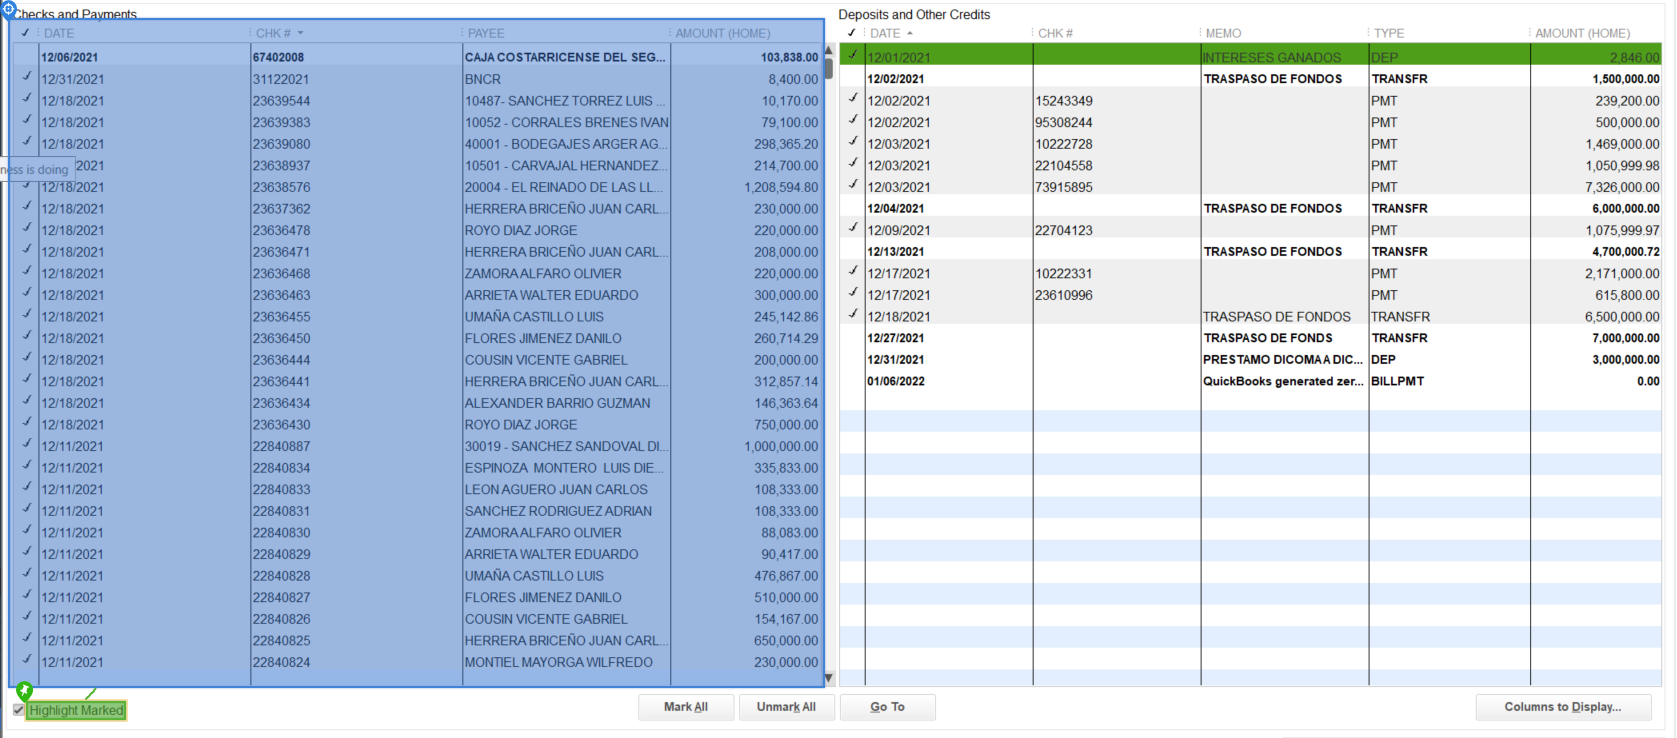 Checks and Payments
DATE CHK # PAYEE AMOUNT (HOME)
12/06/2021 67402008 CAJA COSTARRICENSE DEL SEG... 103,838.00
12/31/2021 31122021 BNCR 8,400.00
12/18/2021 23639544 10487- SANCHEZ TORREZ LUIS ... 10,170.00
12/18/2021 23639383 10052 - CORRALES BRENES IVAN 79,100.00
12/18/2021 23639080 40001 - BODEGAJES ARGER AG... 298,365.20
ness is doing
2/18/2021 23638937 10501 - CARVAJAL HERNANDEZ... 214,700.00
12/18/2021 23638576 20004 - EL REINADO DE LAS LL... 1,208,594.80
12/18/2021 23637362 HERRERA BRICEÑO JUAN CARL... 230,000.00
12/18/2021 23636478 ROYO DIAZ JORGE 220,000.00
12/18/2021 23636471 HERRERA BRICEÑO JUAN CARL... 208,000.00
12/18/2021 23636468 ZAMORA ALFARO OLIVIER 220,000.00
12/18/2021 23636463 ARRIETA WALTER EDUARDO 300,000.00
12/18/2021 23636455 UMAÑA CASTILLO LUIS 245,142.86
12/18/2021 23636450 FLORES JIMENEZ DANILO 260,714.29
12/18/2021 23636444 COUSIN VICENTE GABRIEL 200,000.00
12/18/2021 23636441 HERRERA BRICEÑO JUAN CARL... 312,857.14
12/18/2021 23636434 ALEXANDER BARRIO GUZMAN 146,363.64
12/18/2021 23636430 ROYO DIAZ JORGE 750,000.00
12/11/2021 22840887 30019 - SANCHEZ SANDOVAL DI... 1,000,000.00
12/11/2021 22840834 ESPINOZA MONTERO LUIS DIE... 335,833.00
12/11/2021 22840833 LEON AGUERO JUAN CARLOS 108,333.00
12/11/2021 22840831 SANCHEZ RODRIGUEZ ADRIAN 108,333.00
12/11/2021 22840830 ZAMORA ALFARO OLIVIER 88,083.00
12/11/2021 22840829 ARRIETA WALTER EDUARDO 90,417.00
12/11/2021 22840828 UMAÑA CASTILLO LUIS 476,867.00
12/11/2021 22840827 FLORES JIMENEZ DANILO 510,000.00
12/11/2021 22840826 COUSIN VICENTE GABRIEL 154,167.00
12/11/2021 22840825 HERRERA BRICEÑO JUAN CARL... 650,000.00
12/11/2021 22840824 MONTIEL MAYORGA WILFREDO 230,000.00
Deposits and Other Credits
DATE CHK # MEMO TYPE AMOUNT (HOME)
12/01/2021 INTERESES GANADOS DEP 2,846.00
12/02/2021 TRASPASO DE FONDOS TRANSFR 1,500,000.00
12/02/2021 15243349 PMT 239,200.00
12/02/2021 95308244 PMT 500,000.00
12/03/2021 10222728 PMT 1,469,000.00
12/03/2021 22104558 PMT 1,050,999.98
12/03/2021 73915895 PMT 7,326,000.00
12/04/2021 TRASPASO DE FONDOS TRANSFR 6,000,000.00
12/09/2021 22704123 PMT 1,075,999.97
12/13/2021 TRASPASO DE FONDOS TRANSFR 4,700,000.72
12/17/2021 10222331 PMT 2,171,000.00
12/17/2021 23610996 PMT 615,800.00
12/18/2021 TRASPASO DE FONDOS TRANSFR 6,500,000.00
12/27/2021 TRASPASO DE FONDS TRANSFR 7,000,000.00
12/31/2021 PRESTAMO DICOMA A DIC... DEP 3,000,000.00
01/06/2022 QuickBooks generated zer... BILLPMT 0.00
Highlight Marked Mark All Unmark All Go To Columns to Display...